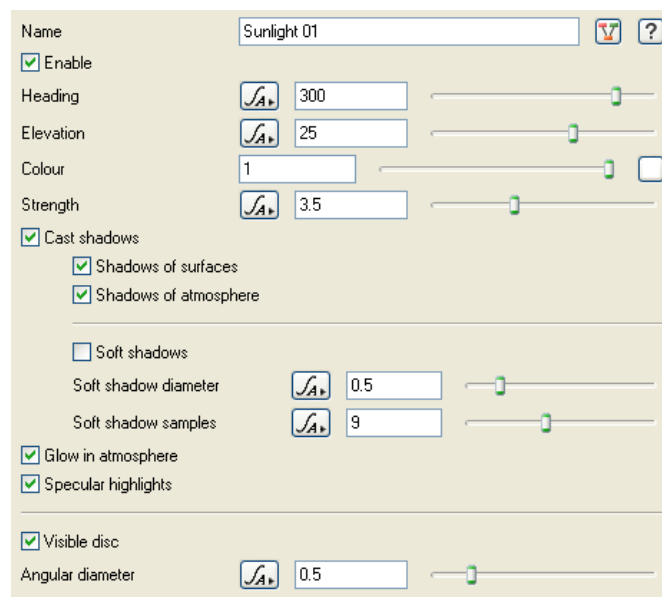 Name Sunlight 01 ?
Enable
Heading 300
Elevation 25
Colour 1
Strength 3.5
Cast shadows
Shadows of surfaces
Shadows of atmosphere
Soft shadows
Soft shadow diameter 0.5
Soft shadow samples 9
Glow in atmosphere
Specular highlights
Visible disc
Angular diameter 0.5